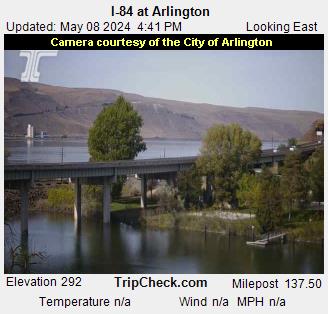 I-84 at Arlington
Updated: May 08 2024 4:41 PM Looking East
Camera courtesy of the City of Arlington
Elevation 292 TripCheck.com Milepost 137.50
Temperature n/a Wind n/a MPH n/a